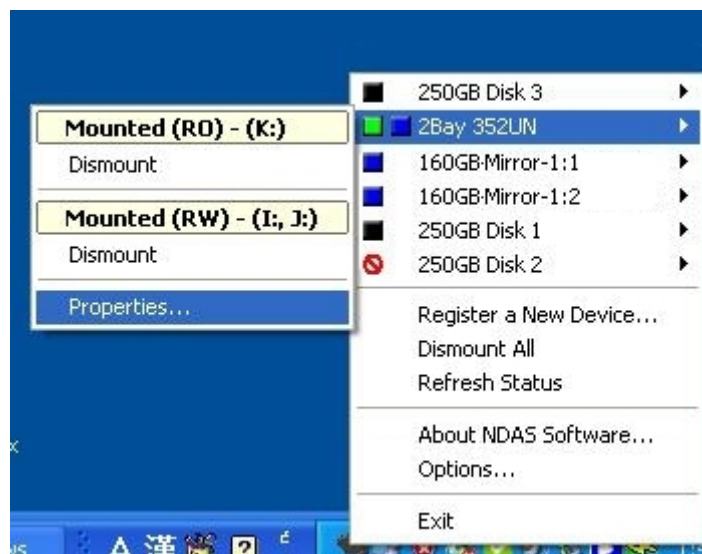 250GB Disk 3
2Bay 352UN
160GB-Mirror-1:1
160GB-Mirror-1:2
250GB Disk 1
250GB Disk 2
Register a New Device...
Dismount All
Refresh Status
About NDAS Software...
Options...
Exit
Mounted (RO) - (K:)
Dismount
Mounted (RW) - (I:, J:)
Dismount
Properties...
A 漢